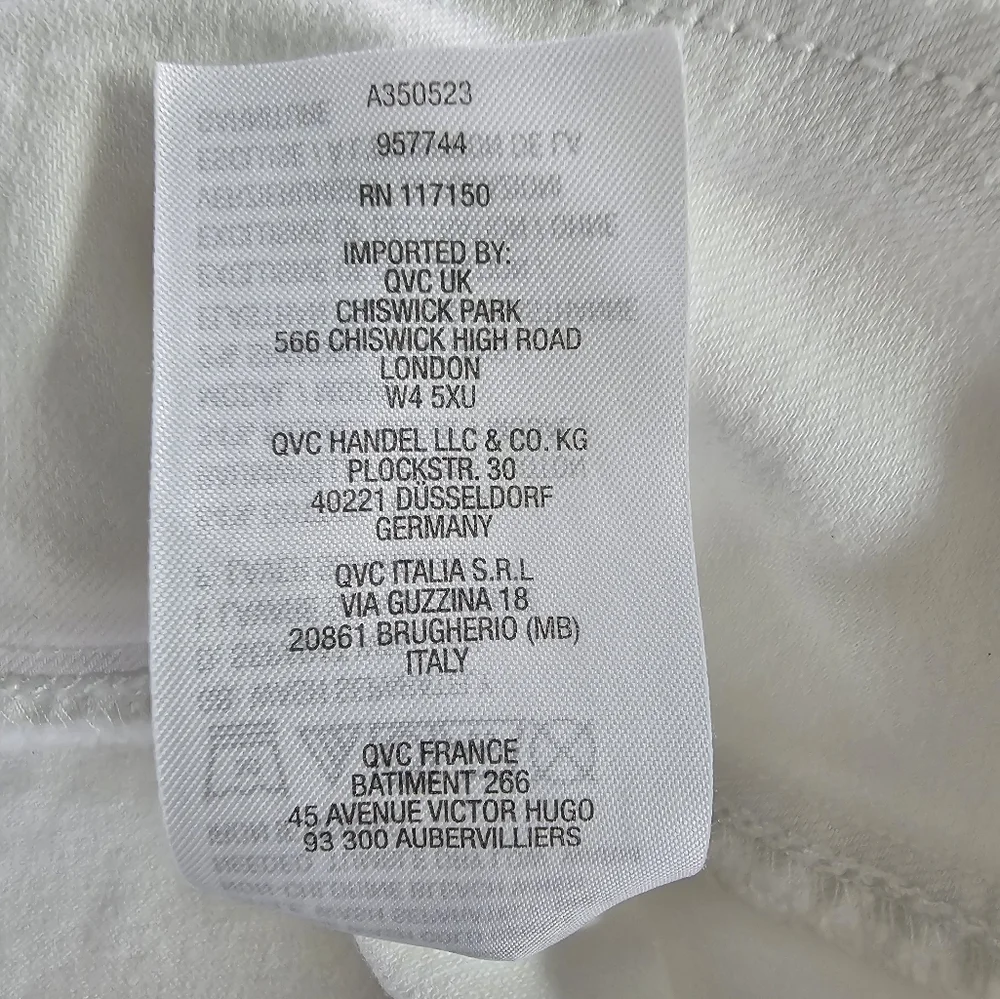 A350523
957744
RN 117150
IMPORTED BY:
QVC UK
CHISWICK PARK
566 CHISWICK HIGH ROAD
LONDON
W4 5XU
QVC HANDEL LLC & CO. KG
PLOCKSTR. 30
40221 DÜSSELDORF
GERMANY
QVC ITALIA S.R.L
VIA GUZZINA 18
20861 BRUGHERIO (MB)
ITALY
QVC FRANCE
BATIMENT 266
45 AVENUE VICTOR HUGO
93 300 AUBERVILLIERS